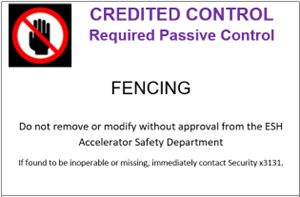 CREDITED CONTROL
Required Passive Control
FENCING
Do not remove or modify without approval from the ESH
Accelerator Safety Department
If found to be inoperable or missing, immediately contact Security x3131.